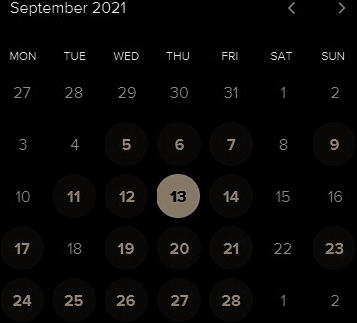 September 2021
MON TUE WED THU FRI SAT SUN
27 28 29 30 31 1 2
3 4 5 6 7 8 9
10 11 12 13 14 15 16
17 18 19 20 21 22 23
24 25 26 27 28 1 2